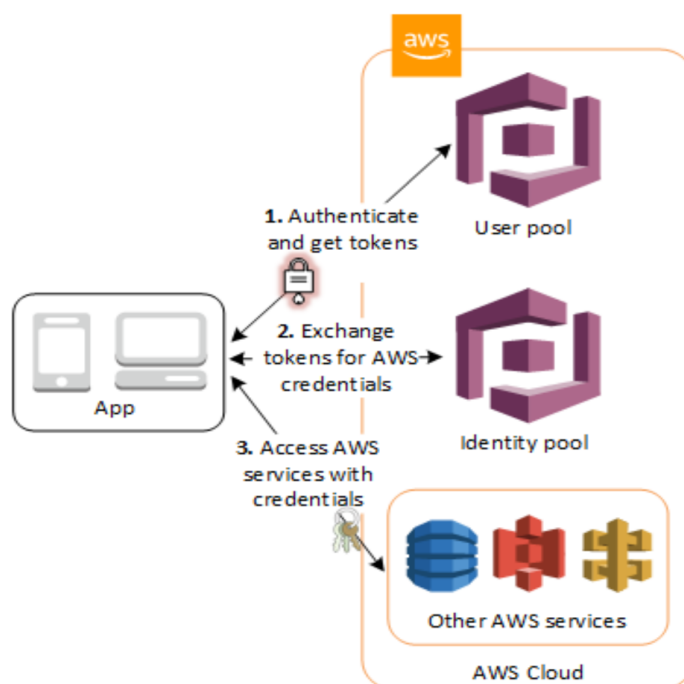 aws
User pool
1. Authenticate
and get tokens
2. Exchange
tokens for AWS
credentials
App
Identity pool
3. Access AWS
services with
credentials
Other AWS services
AWS Cloud